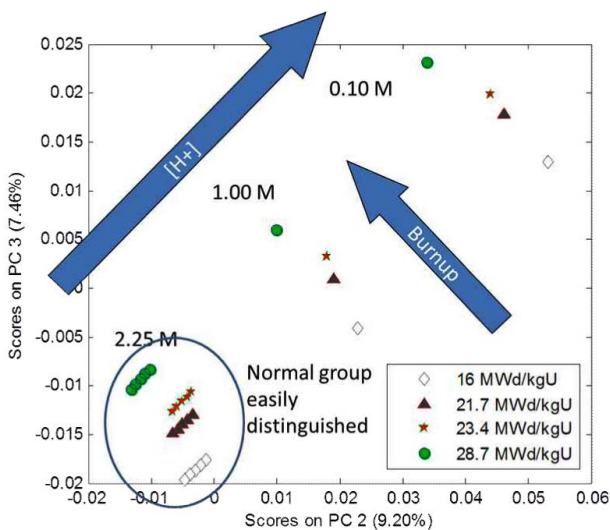 0.025
0.02
0.015
0.01
0.005
0
-0.005
-0.01
-0.015
-0.02
Scores on PC 3 (7.46%)
[H+]
0.10 M
1.00 M
Burnup
2.25 M
Normal group
easily
distinguished
16 MWd/kgU
21.7 MWd/kgU
23.4 MWd/kgU
28.7 MWd/kgU
-0.02 -0.01 0 0.01 0.02 0.03 0.04 0.05 0.06
Scores on PC 2 (9.20%)